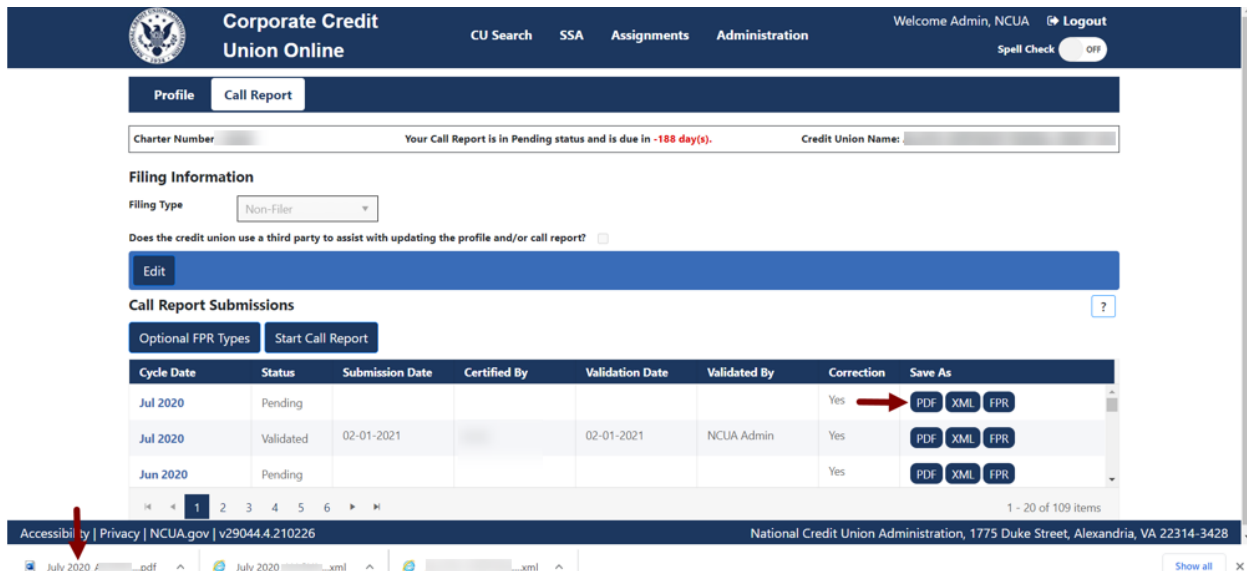 Corporate Credit
Union Online
CU Search SSA Assignments Administration
Welcome Admin, NCUA Logout
Spell Check OFF
Profile Call Report
Charter Number Your Call Report is in Pending status and is due in -188 day(s). Credit Union Name:
Filing Information
Filing Type Non-Filer
Does the credit union use a third party to assist with updating the profile and/or call report?
Edit
Call Report Submissions ?
Optional FPR Types Start Call Report
Cycle Date Status Submission Date Certified By Validation Date Validated By Correction Save As
Jul 2020 Pending Yes PDF XML FPR
Jul 2020 Validated 02-01-2021 02-01-2021 NCUA Admin Yes PDF XML FPR
Jun 2020 Pending Yes PDF XML FPR
1 2 3 4 5 6 1 - 20 of 109 items
Accessibility | Privacy | NCUA.gov | v29044.4.210226 National Credit Union Administration, 1775 Duke Street, Alexandria, VA 22314-3428
July 2020 ....pdf July 2020 ....xml ....xml Show all X